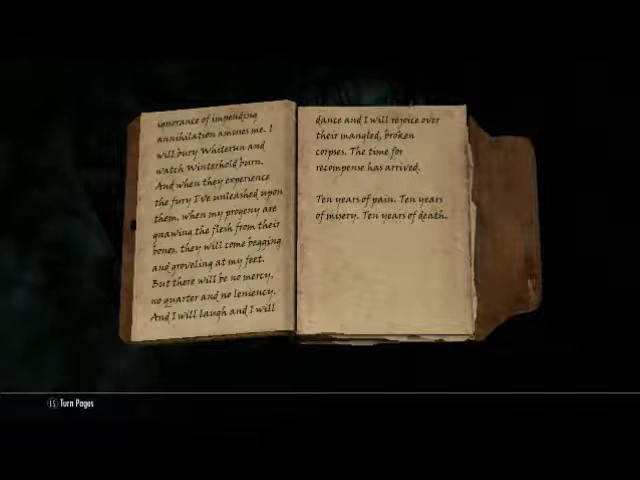 ignorance of impending
annihilation amuses me. I
will bury Whiterun and
watch Winterhold burn.
And when they experience
the fury I've unleashed upon
them, when my progeny are
gnawing the flesh from their
bones, they will come begging
and groveling at my feet.
But there will be no mercy,
no quarter and no leniency.
And I will laugh and I will
dance and I will rejoice over
their mangled, broken
corpses. The time for
recompense has arrived.
Ten years of pain. Ten years
of misery. Ten years of death.
Turn Pages